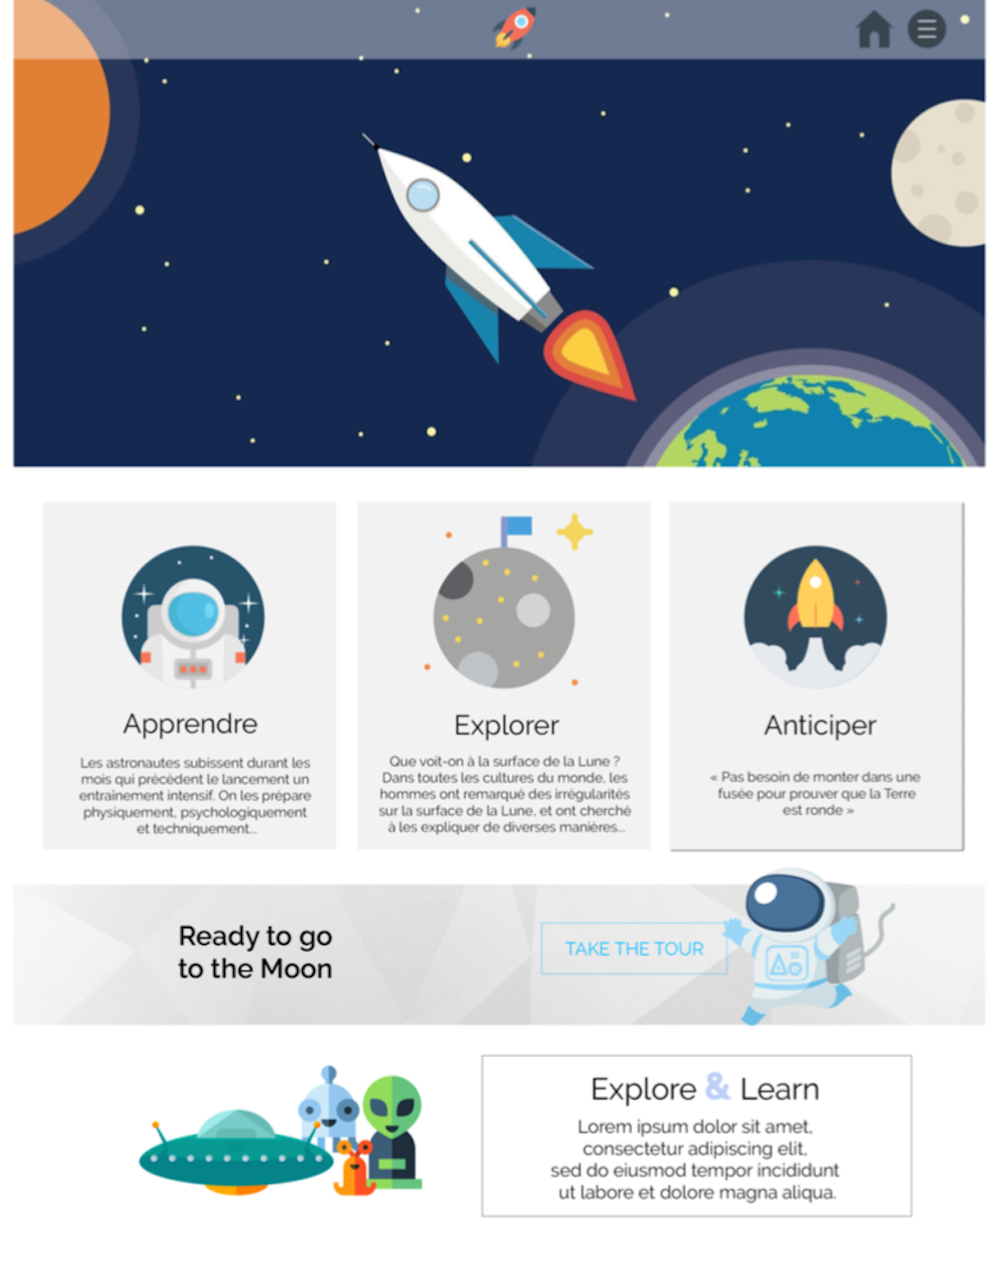 Apprendre
Les astronautes subissent durant les
mois qui précèdent le lancement un
entraînement intensif. On les prépare
physiquement, psychologiquement
et techniquement...
Explorer
Que voit-on à la surface de la Lune ?
Dans toutes les cultures du monde, les
hommes ont remarqué des irrégularités
sur la surface de la Lune, et ont cherché
à les expliquer de diverses manières...
Anticiper
« Pas besoin de monter dans une
fusée pour prouver que la Terre
est ronde »
Ready to go
to the Moon
TAKE THE TOUR
Explore & Learn
Lorem ipsum dolor sit amet,
consectetur adipiscing elit,
sed do eiusmod tempor incididunt
ut labore et dolore magna aliqua.